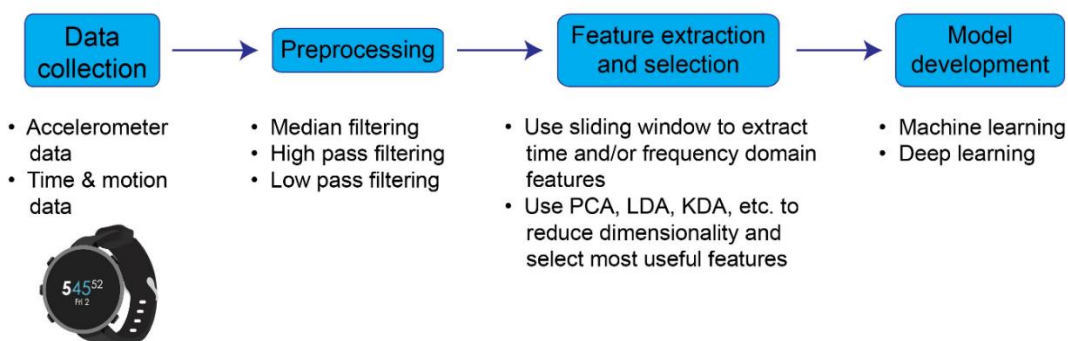 Data
collection
Preprocessing
Feature extraction
and selection
Model
development
• Accelerometer
data
• Time & motion
data
• Median filtering
• High pass filtering
• Low pass filtering
• Use sliding window to extract
time and/or frequency domain
features
• Use PCA, LDA, KDA, etc. to
reduce dimensionality and
select most useful features
• Machine learning
• Deep learning
54552
Fri 2